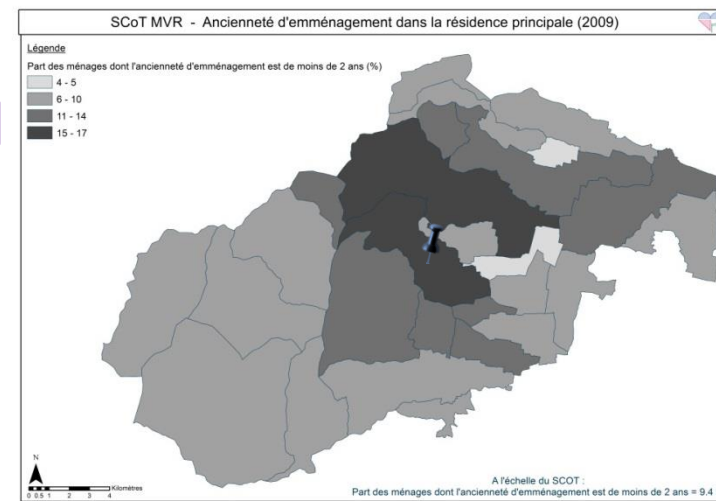 SCoT MVR - Ancienneté d'emménagement dans la résidence principale (2009)
Légende
Part des ménages dont l'ancienneté d'emménagement est de moins de 2 ans (%)
4 - 5
6 - 10
11 - 14
15 - 17
N
Kilomètres
0 0.5 1 2 3 4
A l'échelle du SCOT :
Part des ménages dont l'ancienneté d'emménagement est de moins de 2 ans = 9.4